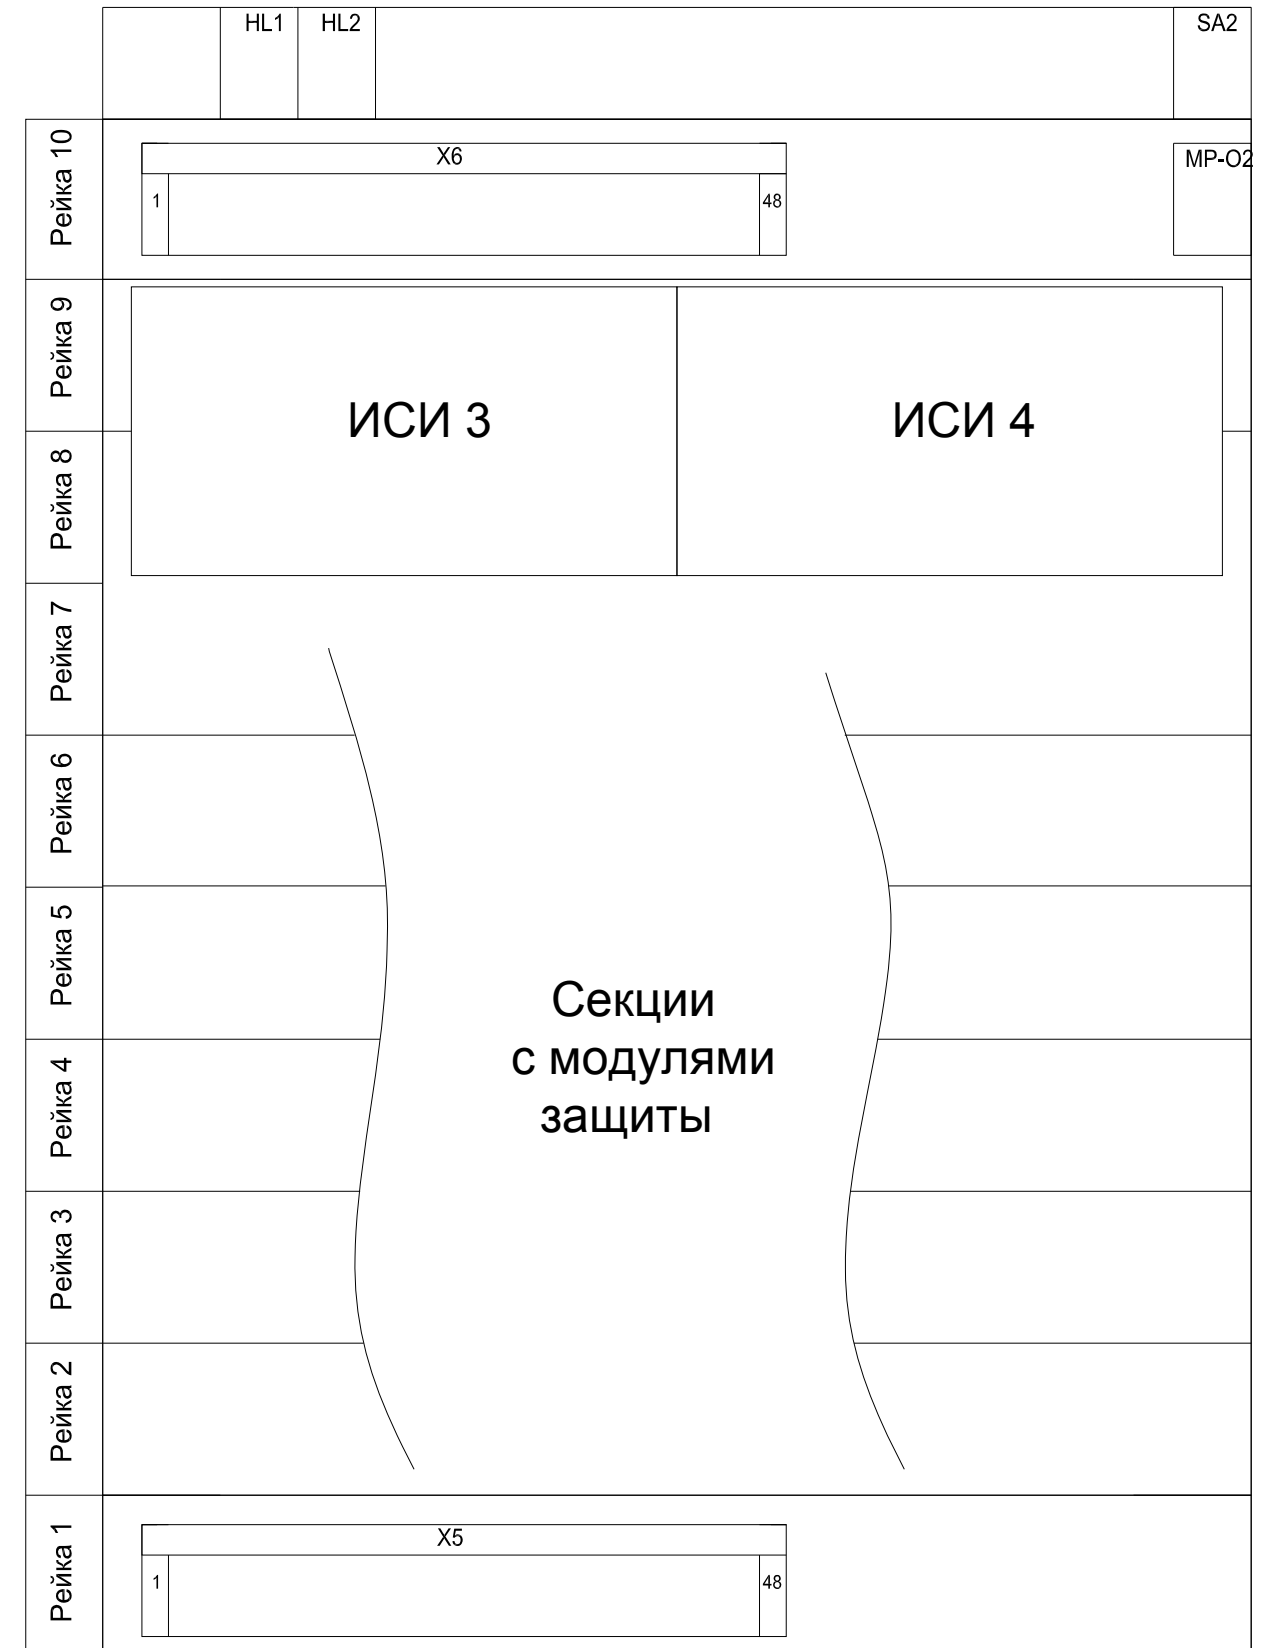 HL1
HL2
SA2
Рейка 10
X6
MP-O2
1
48
Рейка 9
ИСИ 3
ИСИ 4
Рейка 8
Рейка 7
Рейка 6
Рейка 5
Секции
с модулями
защиты
Рейка 4
Рейка 3
Рейка 2
Рейка 1
X5
1
48